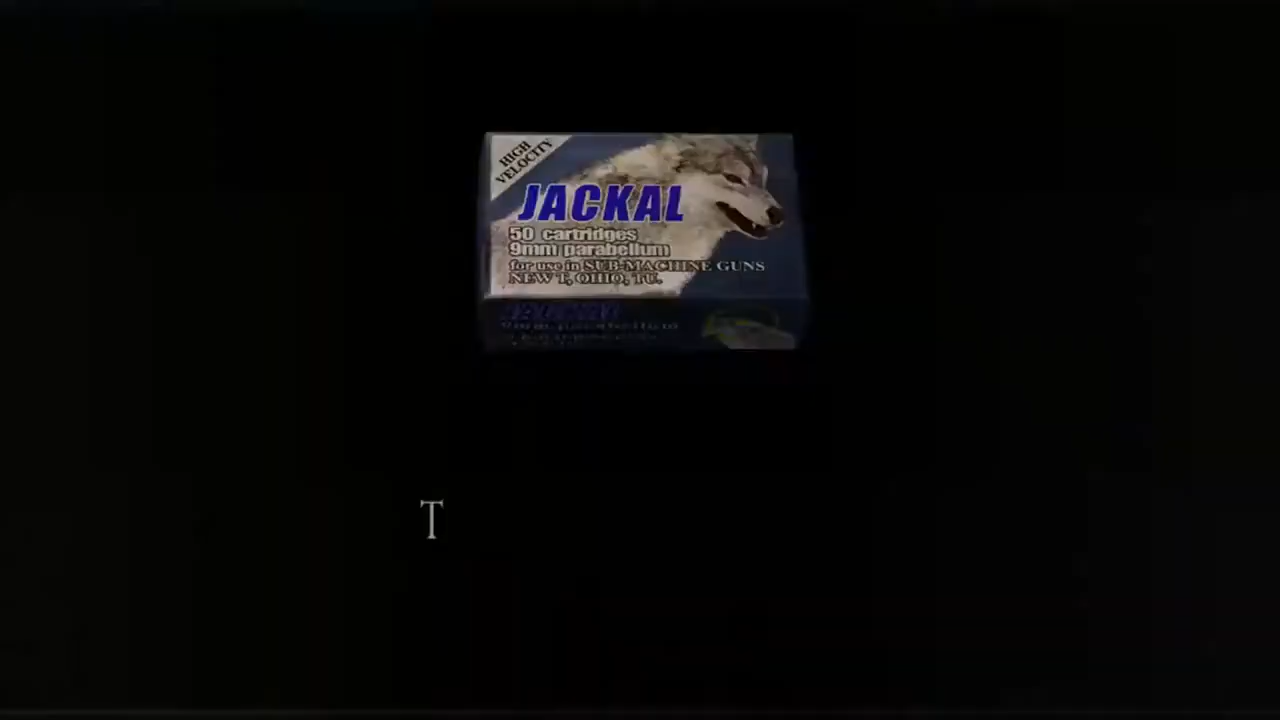 HIGH
VELOCITY
JACKAL
50 cartridges
9mm parabellum
for use in SUB-MACHINE GUNS
NEW T, OHIO, TU.
T